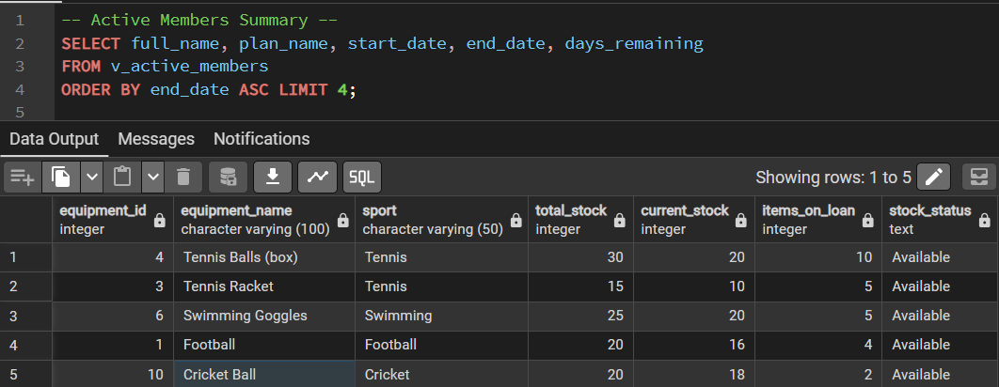 1 -- Active Members Summary --
2 SELECT full_name, plan_name, start_date, end_date, days_remaining
3 FROM v_active_members
4 ORDER BY end_date ASC LIMIT 4;
5
Data Output Messages Notifications
SQL Showing rows: 1 to 5
equipment_id equipment_name sport total_stock current_stock items_on_loan stock_status
integer character varying (100) character varying (50) integer integer integer text
1 4 Tennis Balls (box) Tennis 30 20 10 Available
2 3 Tennis Racket Tennis 15 10 5 Available
3 6 Swimming Goggles Swimming 25 20 5 Available
4 1 Football Football 20 16 4 Available
5 10 Cricket Ball Cricket 20 18 2 Available